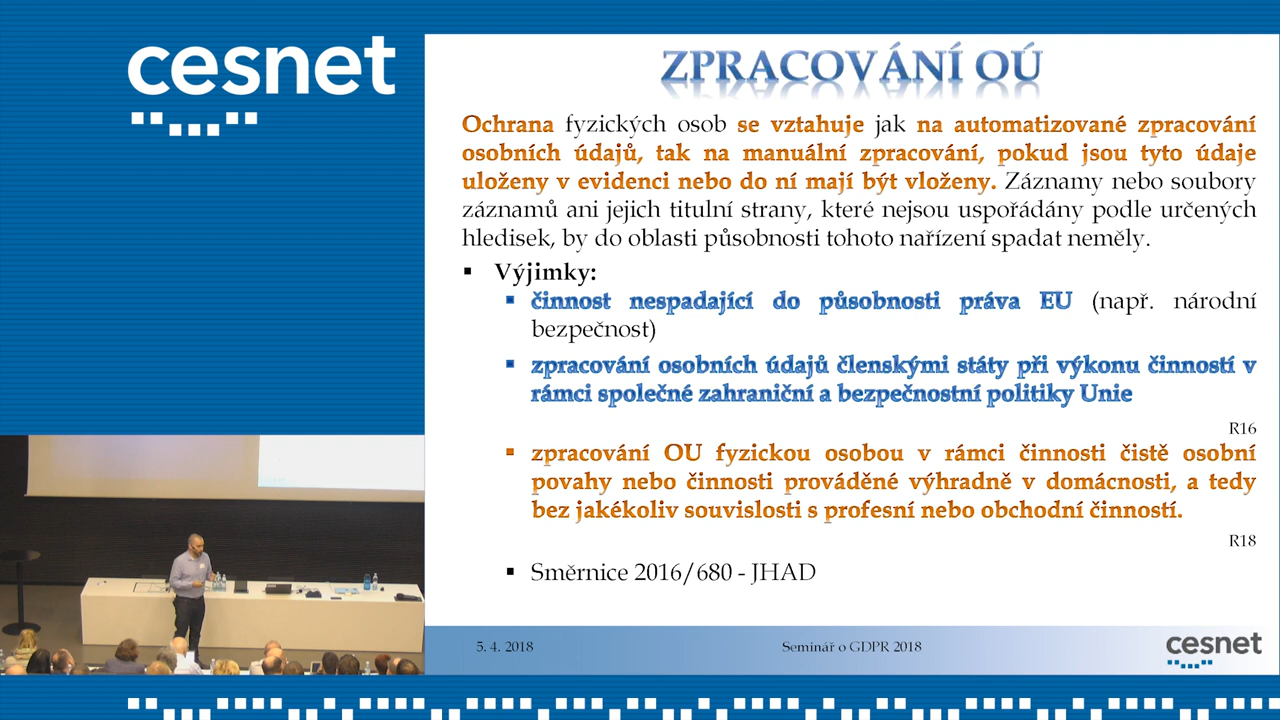 cesnet
ZPRACOVÁNÍ OÚ
Ochrana fyzických osob se vztahuje jak na automatizované zpracování
osobních údajů, tak na manuální zpracování, pokud jsou tyto údaje
uloženy v evidenci nebo do ní mají být vloženy. Záznamy nebo soubory
záznamů ani jejich titulní strany, které nejsou uspořádány podle určených
hledisek, by do oblasti působnosti tohoto nařízení spadat neměly.
▪ Výjimky:
▪ činnost nespadající do působnosti práva EU (např. národní
bezpečnost)
▪ zpracování osobních údajů členskými státy při výkonu činností v
rámci společné zahraniční a bezpečnostní politiky Unie
R16
▪ zpracování OU fyzickou osobou v rámci činnosti čistě osobní
povahy nebo činnosti prováděné výhradně v domácnosti, a tedy
bez jakékoliv souvislosti s profesní nebo obchodní činností.
R18
▪ Směrnice 2016/680 - JHAD
5. 4. 2018
Seminář o GDPR 2018
cesnet